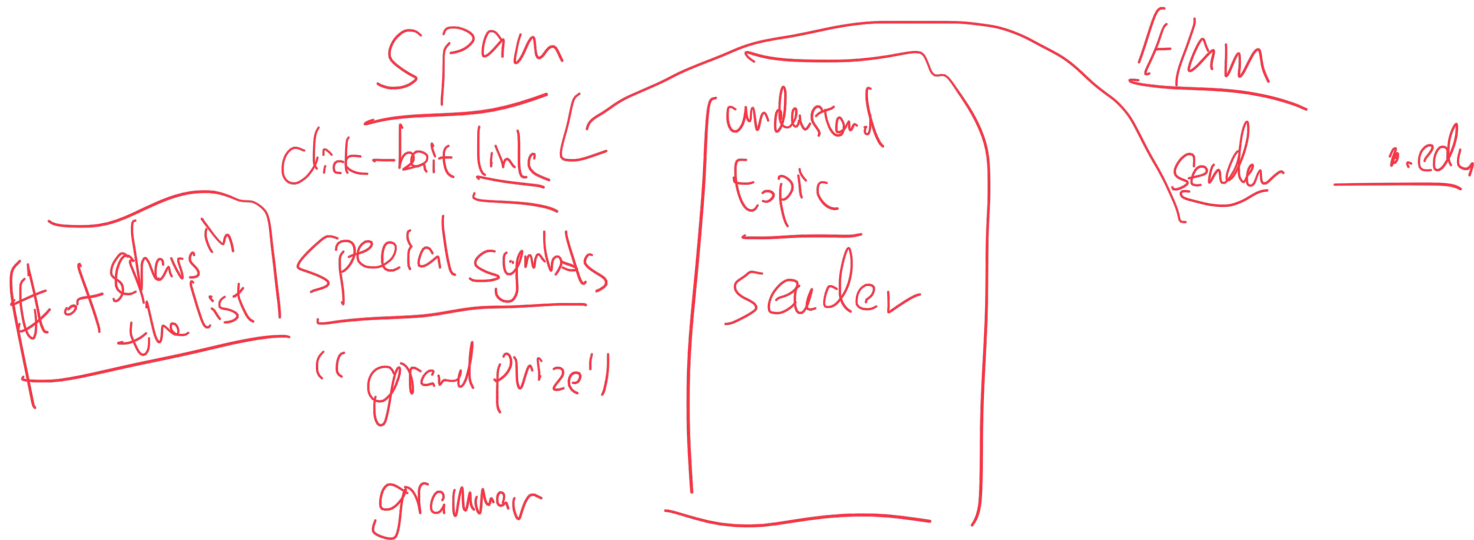 Spam
click-bait link
special symbols
"grand prize"
grammar
# of chars in
the list
understand
topic
sender
Ham
sender .edu